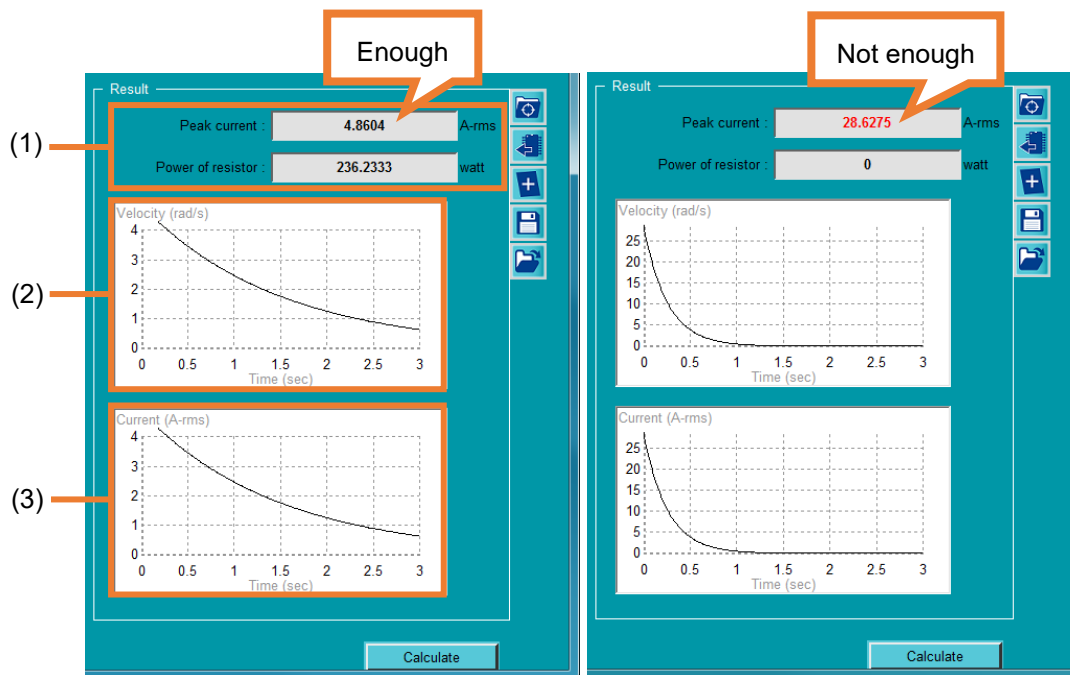 Enough
Result
(1)
Peak current : 4.8604 A-rms
Power of resistor : 236.2333 watt
(2)
Velocity (rad/s)
4
3
2
1
0
0 0.5 1 1.5 2 2.5 3
Time (sec)
(3)
Current (A-rms)
4
3
2
1
0
0 0.5 1 1.5 2 2.5 3
Time (sec)
Calculate
Not enough
Result
Peak current : 28.6275 A-rms
Power of resistor : 0 watt
Velocity (rad/s)
25
20
15
10
5
0
0 0.5 1 1.5 2 2.5 3
Time (sec)
Current (A-rms)
25
20
15
10
5
0
0 0.5 1 1.5 2 2.5 3
Time (sec)
Calculate